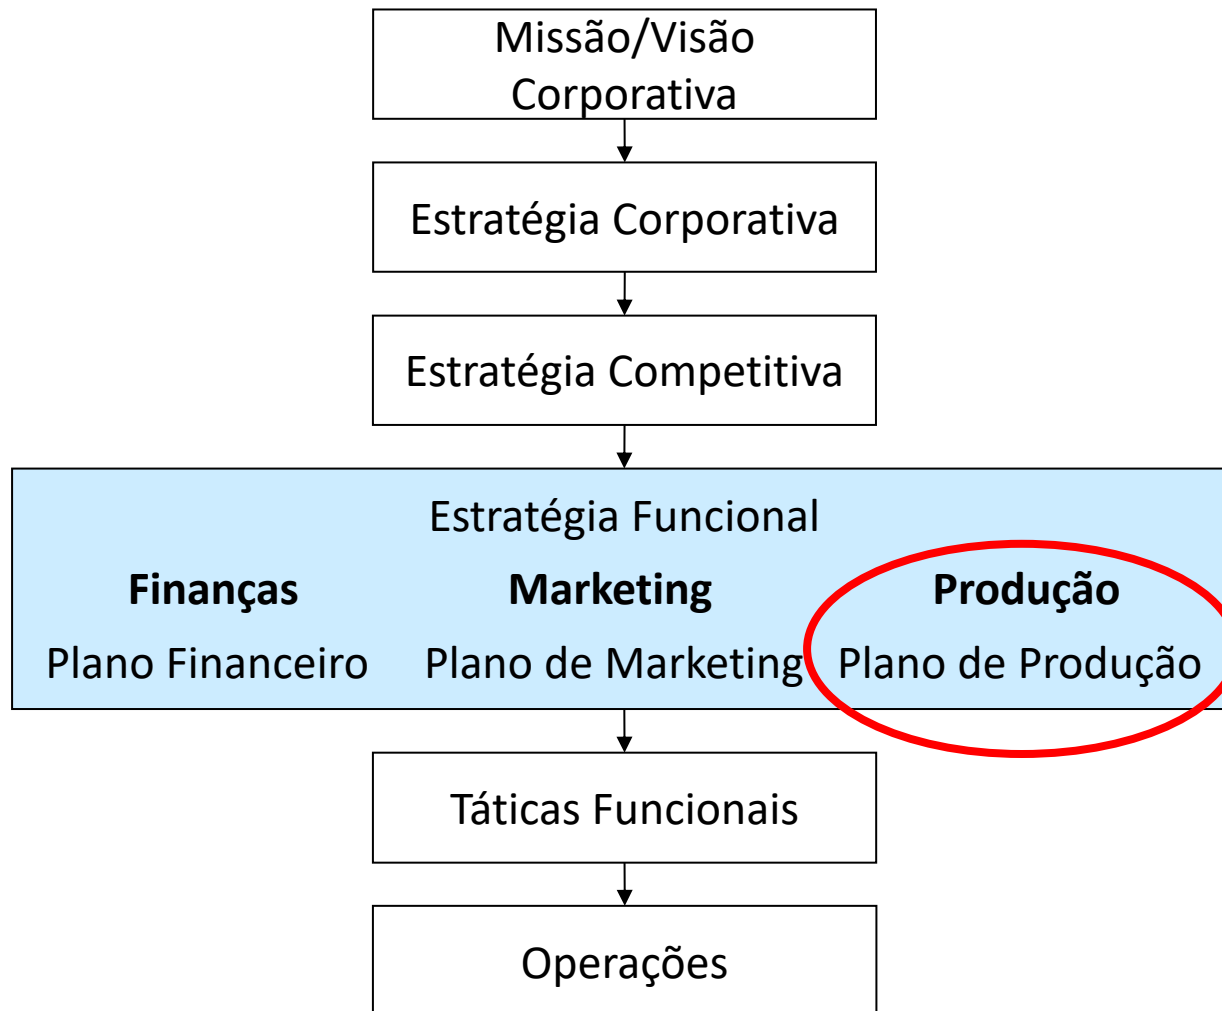 Missão/Visão
Corporativa
Estratégia Corporativa
Estratégia Competitiva
Estratégia Funcional
Finanças Marketing Produção
Plano Financeiro Plano de Marketing Plano de Produção
Táticas Funcionais
Operações